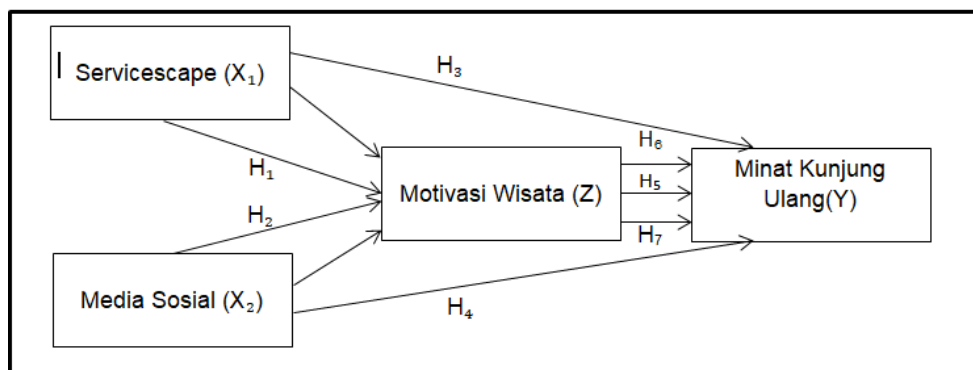 Servicescape (X₁)
H₃
H₁
H₆
Motivasi Wisata (Z)
H₅
Minat Kunjung
Ulang(Y)
H₂
H₇
Media Sosial (X₂)
H₄